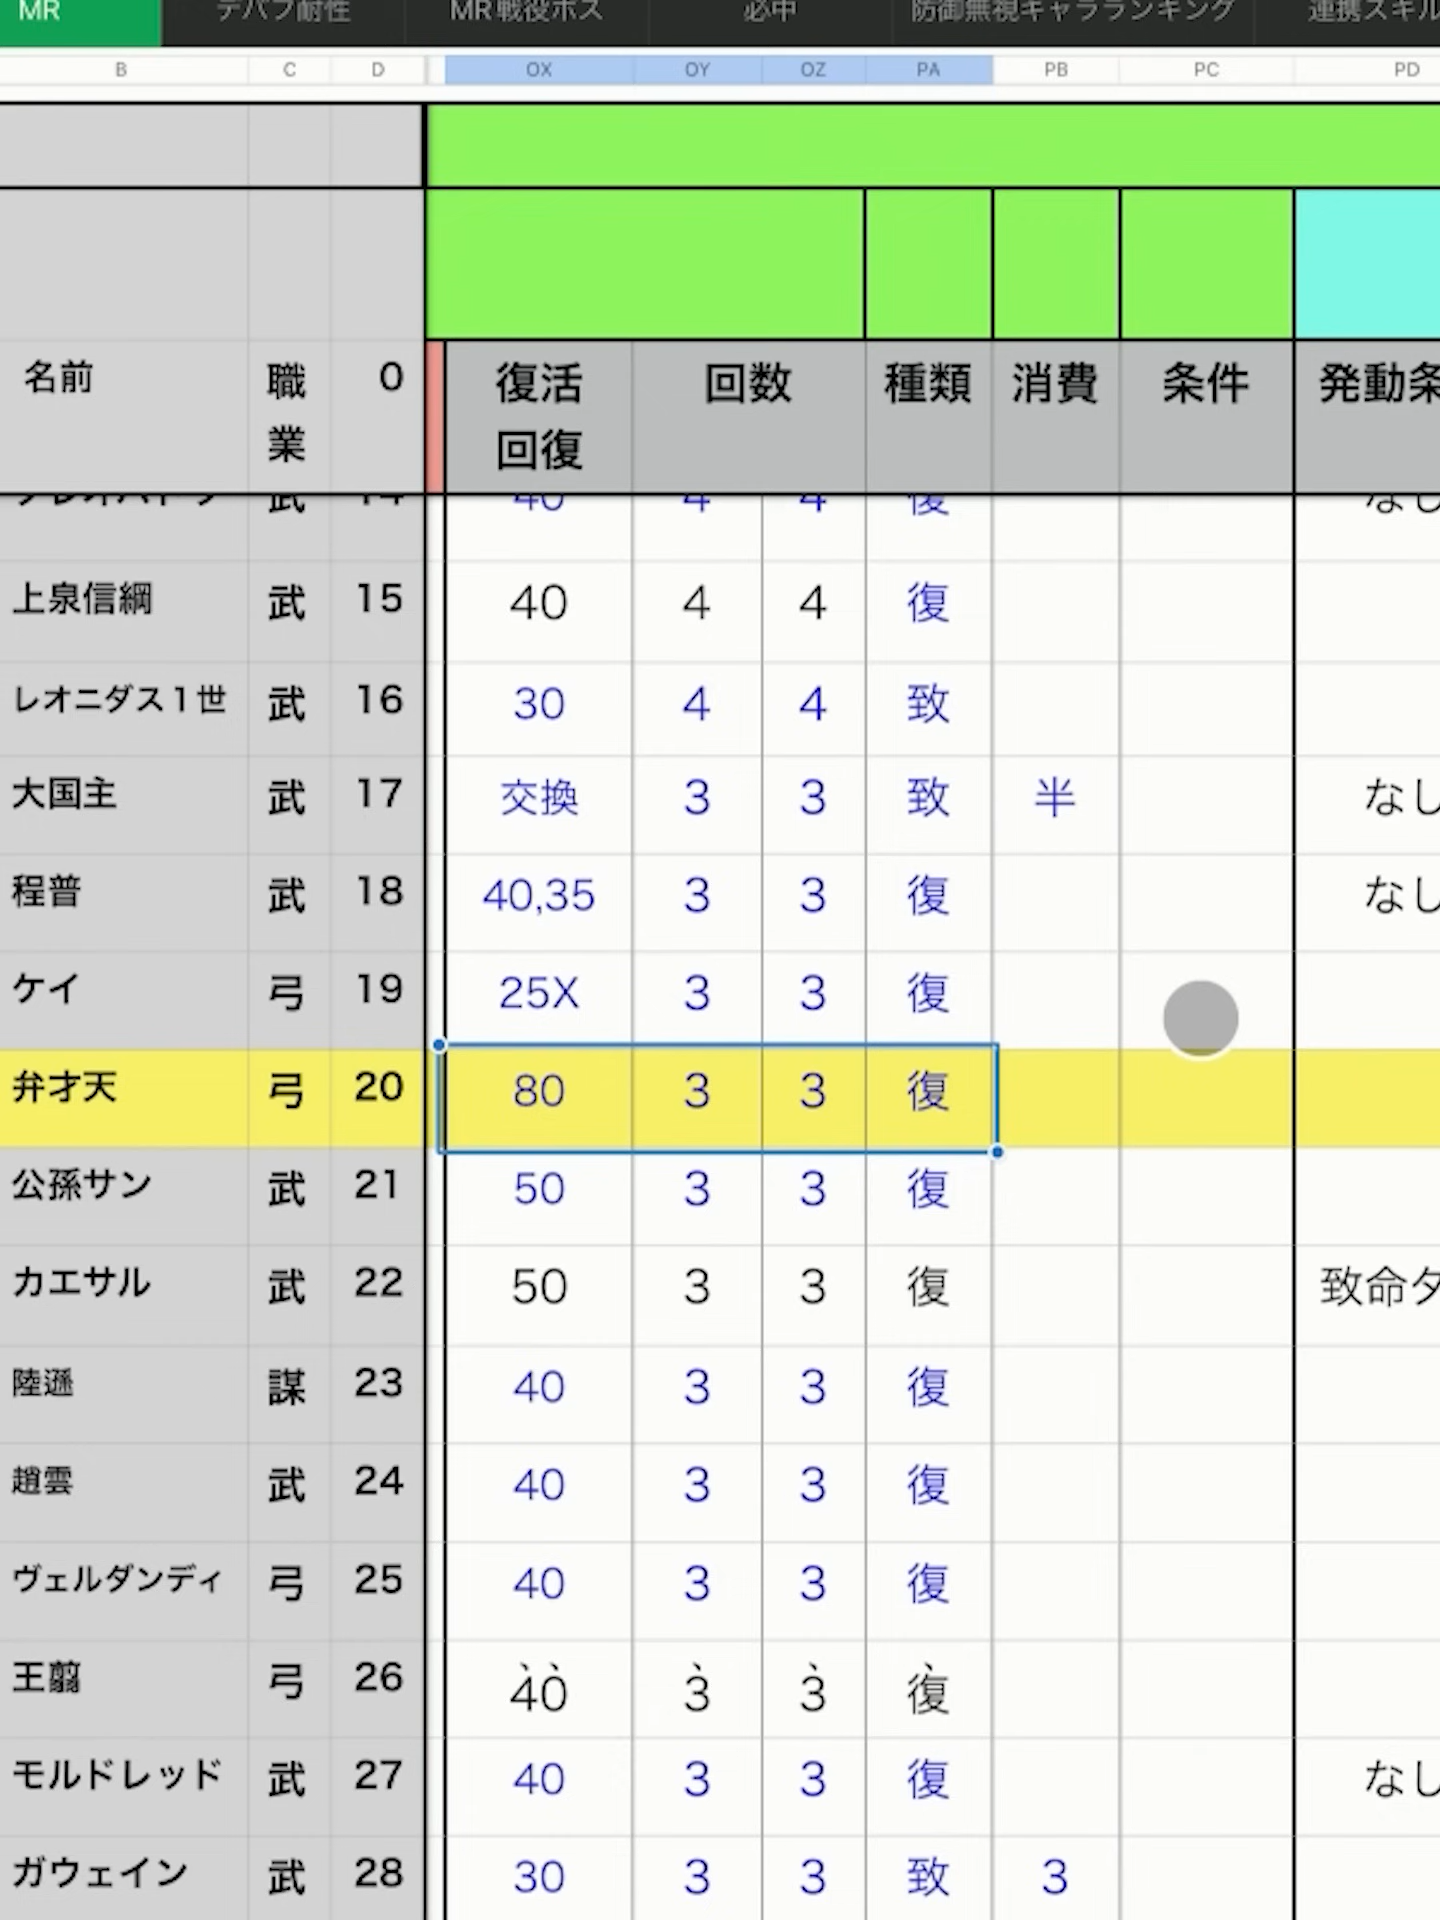 MR デバフ耐性 MR戦役ボス 必中 防御無視キャラランキング 連携スキル
B C D OX OY OZ PA PB PC PD
名前 職業 0 復活回復 回数 種類 消費 条件 発動条
武 14 40 4 4 復 なし
上泉信綱 武 15 40 4 4 復
レオニダス1世 武 16 30 4 4 致
大国主 武 17 交換 3 3 致 半 なし
程普 武 18 40,35 3 3 復 なし
ケイ 弓 19 25X 3 3 復
弁才天 弓 20 80 3 3 復
公孫サン 武 21 50 3 3 復
カエサル 武 22 50 3 3 復 致命タ
陸遜 謀 23 40 3 3 復
趙雲 武 24 40 3 3 復
ヴェルダンディ 弓 25 40 3 3 復
王翦 弓 26 40 3 3 復
モルドレッド 武 27 40 3 3 復 なし
ガウェイン 武 28 30 3 3 致 3